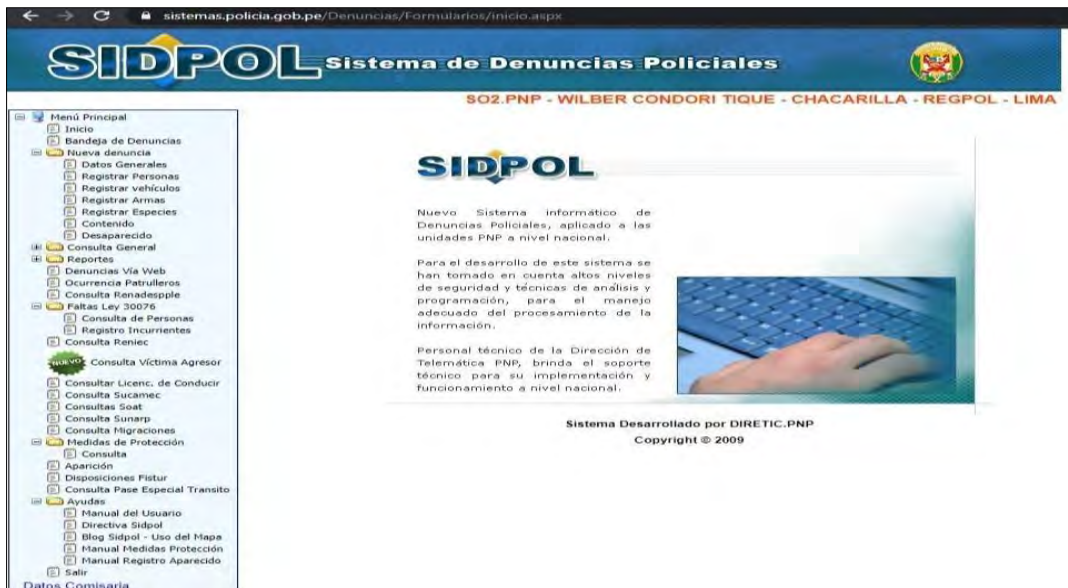 sistemas.policia.gob.pe/Denuncias/Formularios/inicio.aspx
SIDPOL Sistema de Denuncias Policiales
SO2.PNP - WILBER CONDORI TIQUE - CHACARILLA - REGPOL - LIMA
Menú Principal
Inicio
Bandeja de Denuncias
Nueva denuncia
Datos Generales
Registrar Personas
Registrar vehículos
Registrar Armas
Registrar Especies
Contenido
Desaparecido
Consulta General
Reportes
Denuncias Vía Web
Ocurrencia Patrulleros
Consulta Renadespple
Faltas Ley 30076
Consulta de Personas
Registro Incurrientes
Consulta Reniec
NUEVO Consulta Víctima Agresor
Consultar Licenc. de Conducir
Consulta Sucamec
Consultas Soat
Consulta Sunarp
Consulta Migraciones
Medidas de Protección
Consulta
Aparición
Disposiciones Fistur
Consulta Pase Especial Transito
Ayudas
Manual del Usuario
Directiva Sidpol
Blog Sidpol - Uso del Mapa
Manual Medidas Protección
Manual Registro Aparecido
Salir
Datos Comisaria
SIDPOL
Nuevo Sistema informático de
Denuncias Policiales, aplicado a las
unidades PNP a nivel nacional.
Para el desarrollo de este sistema se
han tomado en cuenta altos niveles
de seguridad y técnicas de análisis y
programación, para el manejo
adecuado del procesamiento de la
información.
Personal técnico de la Dirección de
Telemática PNP, brinda el soporte
técnico para su implementación y
funcionamiento a nivel nacional.
Sistema Desarrollado por DIRETIC.PNP
Copyright © 2009